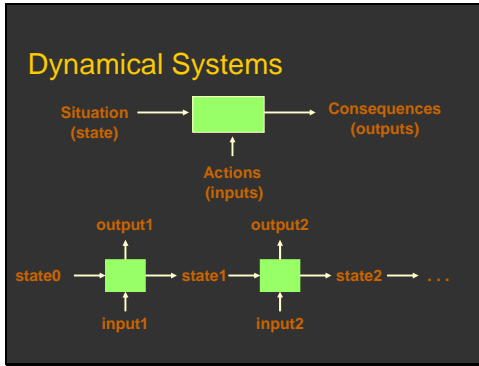 Dynamical Systems
Situation
(state)
Consequences
(outputs)
Actions
(inputs)
output1
output2
state0
state1
state2
. . .
input1
input2